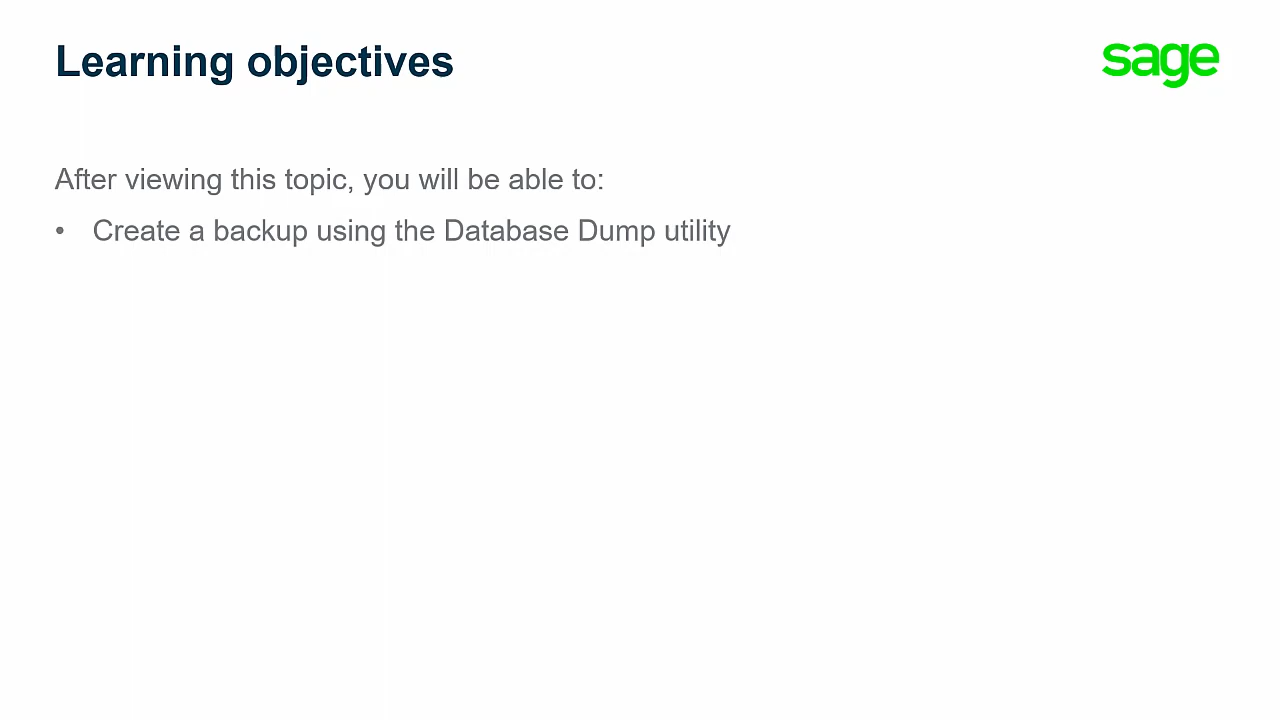 Learning objectives
sage
After viewing this topic, you will be able to:
• Create a backup using the Database Dump utility